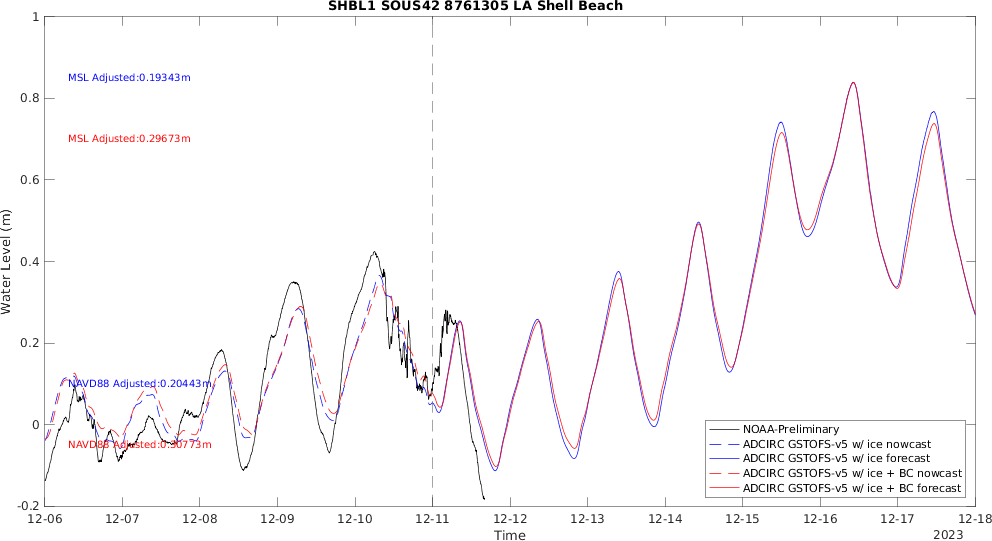 SHBL1 SOUS42 8761305 LA Shell Beach
1
0.8
0.6
0.4
0.2
0
-0.2
Water Level (m)
MSL Adjusted:0.19343m
MSL Adjusted:0.29673m
NAVD88 Adjusted:0.20443m
NAVD88 Adjusted:0.30773m
NOAA-Preliminary
ADCIRC GSTOFS-v5 w/ ice nowcast
ADCIRC GSTOFS-v5 w/ ice forecast
ADCIRC GSTOFS-v5 w/ ice + BC nowcast
ADCIRC GSTOFS-v5 w/ ice + BC forecast
12-06 12-07 12-08 12-09 12-10 12-11 12-12 12-13 12-14 12-15 12-16 12-17 12-18
Time
2023